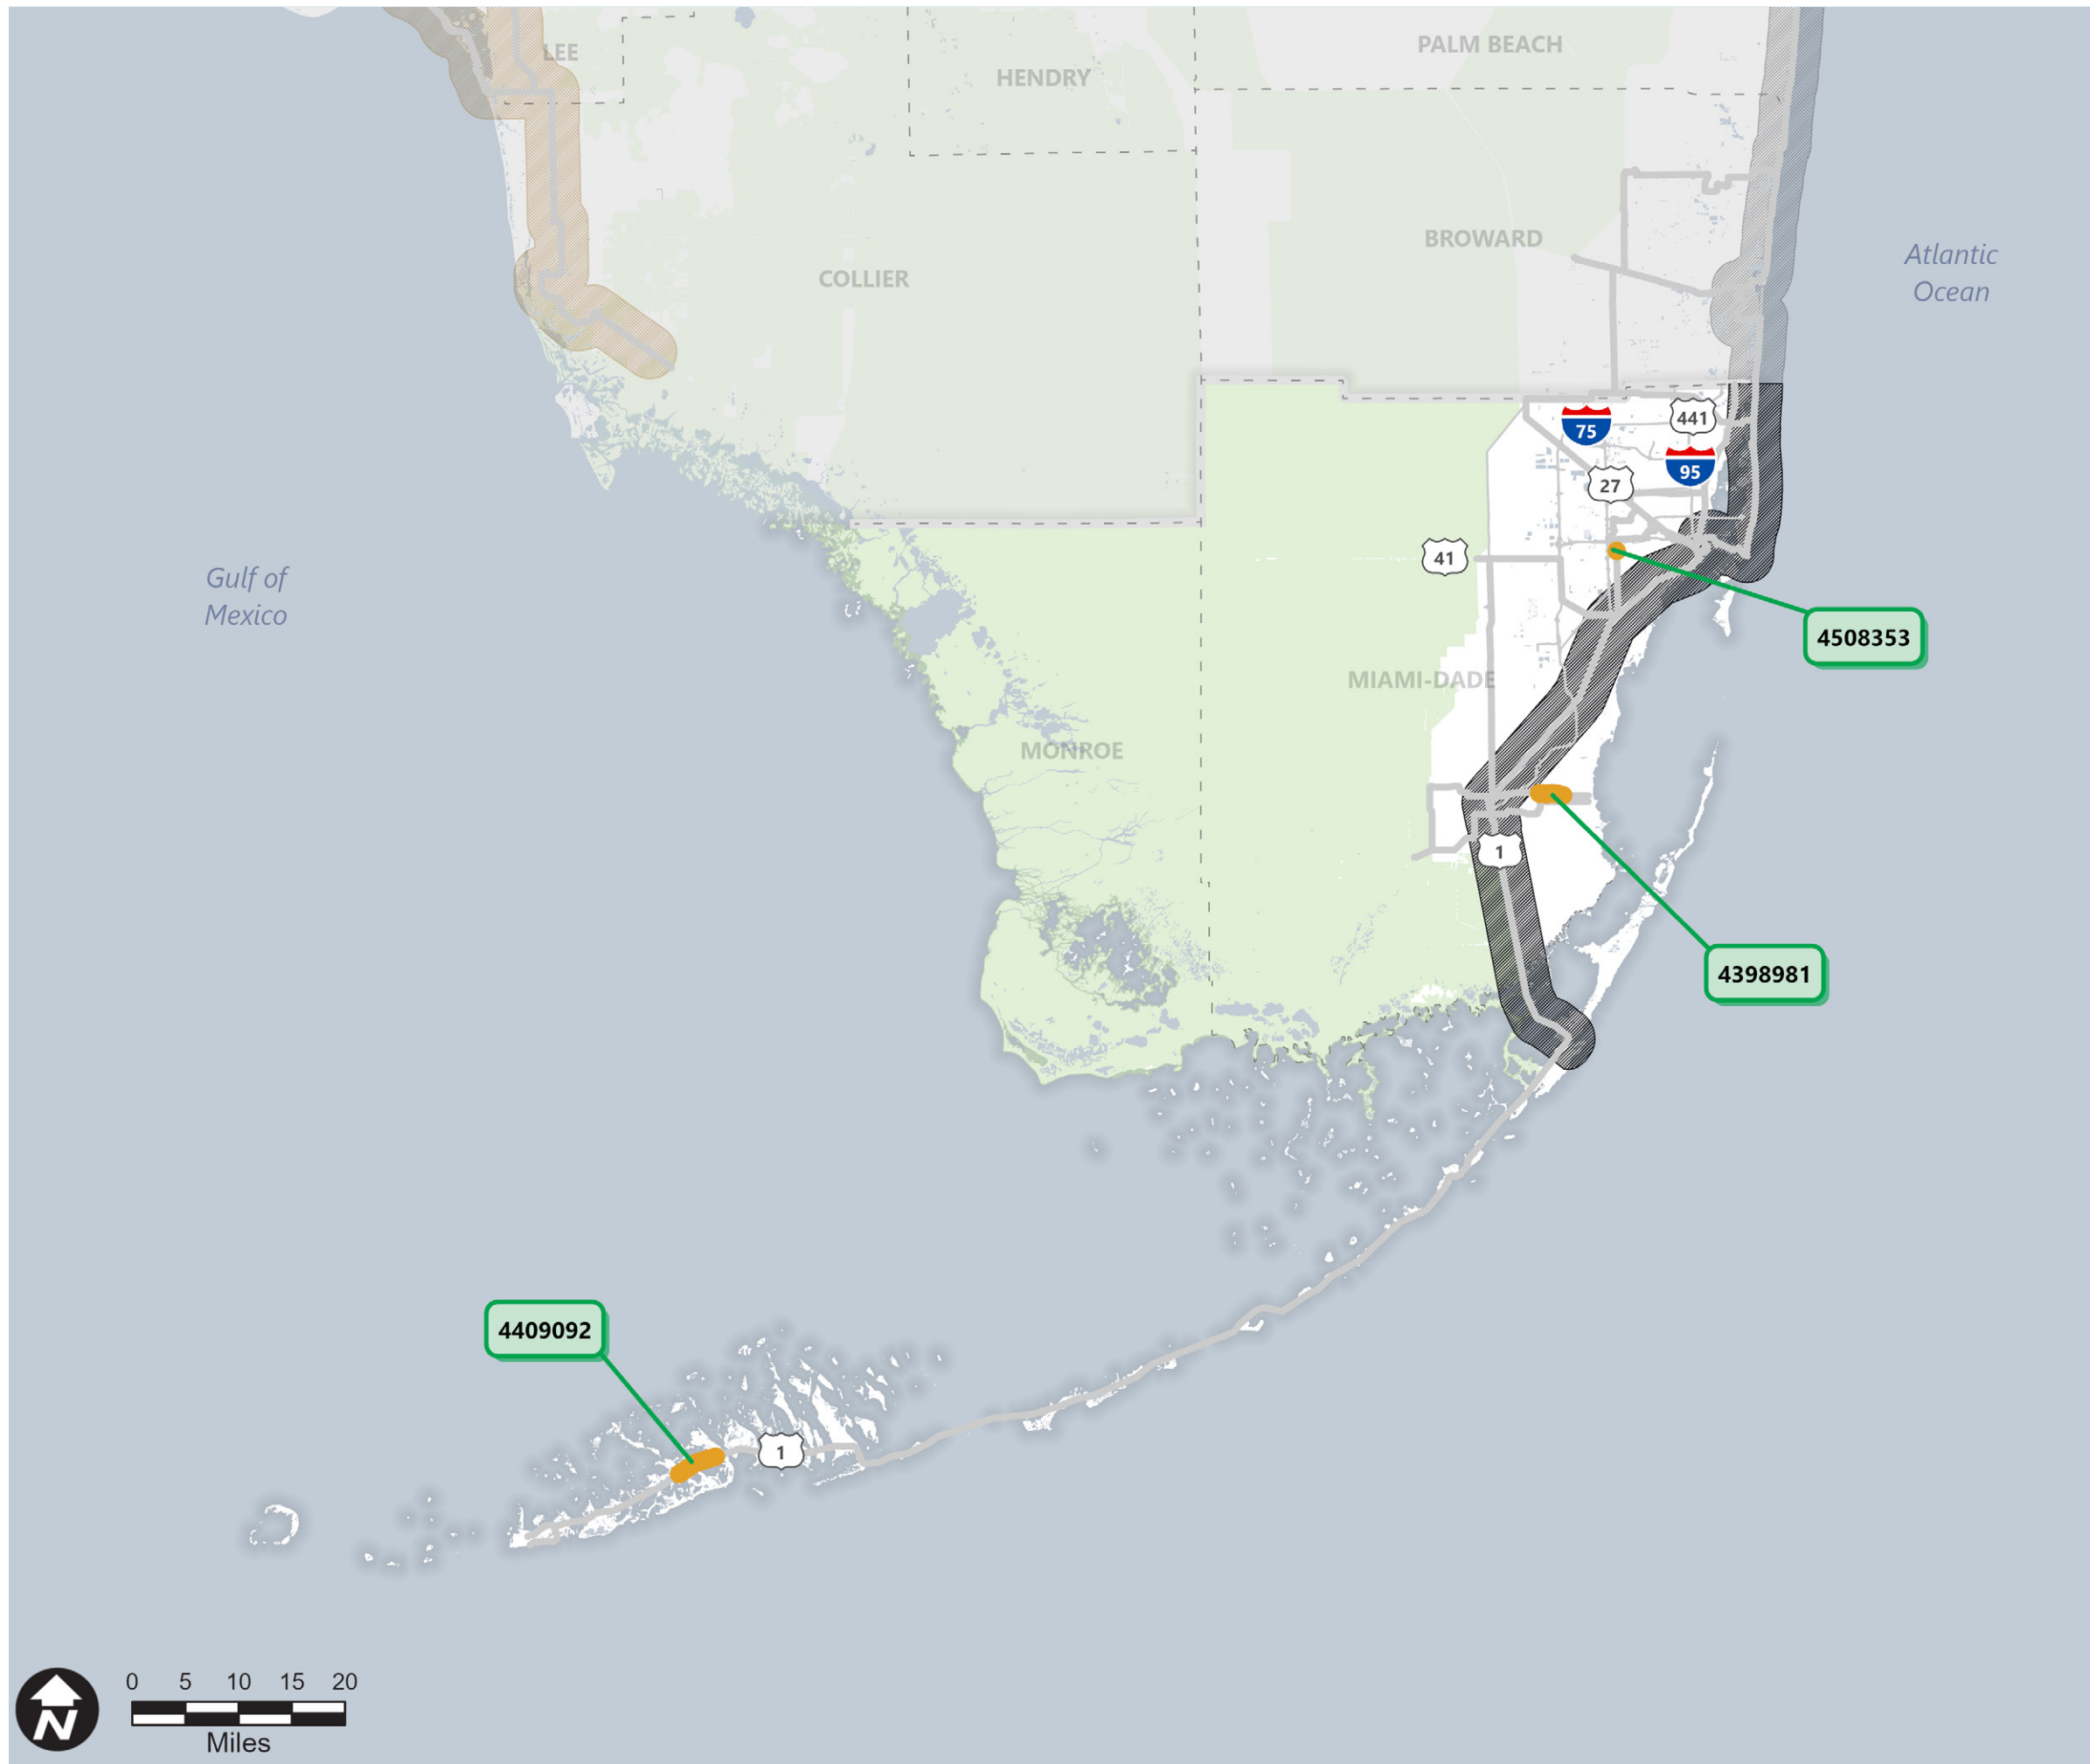 LEE
PALM BEACH
HENDRY
BROWARD
Atlantic
Ocean
COLLIER
75
441
95
27
41
Gulf of
Mexico
4508353
MIAMI-DADE
MONROE
1
4398981
4409092
1
0 5 10 15 20
N
Miles